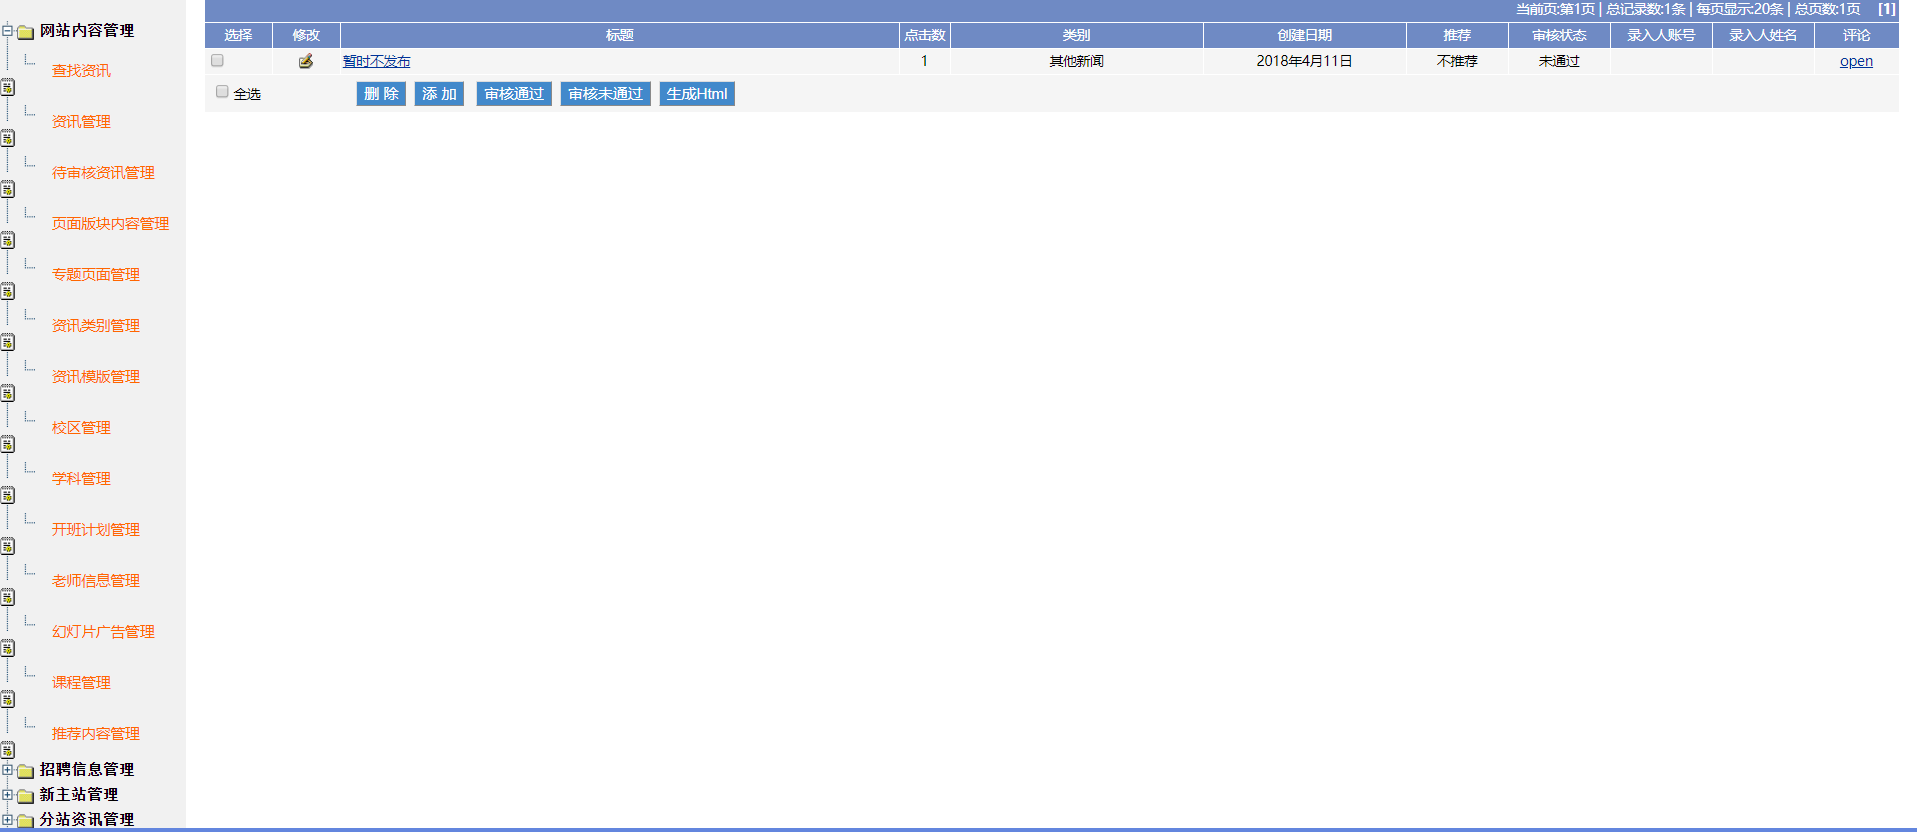 网站内容管理
查找资讯
资讯管理
待审核资讯管理
页面版块内容管理
专题页面管理
资讯类别管理
资讯模版管理
校区管理
学科管理
开班计划管理
老师信息管理
幻灯片广告管理
课程管理
推荐内容管理
招聘信息管理
新主站管理
分站资讯管理
当前页:第1页 | 总记录数:1条 | 每页显示:20条 | 总页数:1页 [1]
选择 修改 标题 点击数 类别 创建日期 推荐 审核状态 录入人账号 录入人姓名 评论
暂时不发布 1 其他新闻 2018年4月11日 不推荐 未通过 open
全选 删 除 添 加 审核通过 审核未通过 生成Html